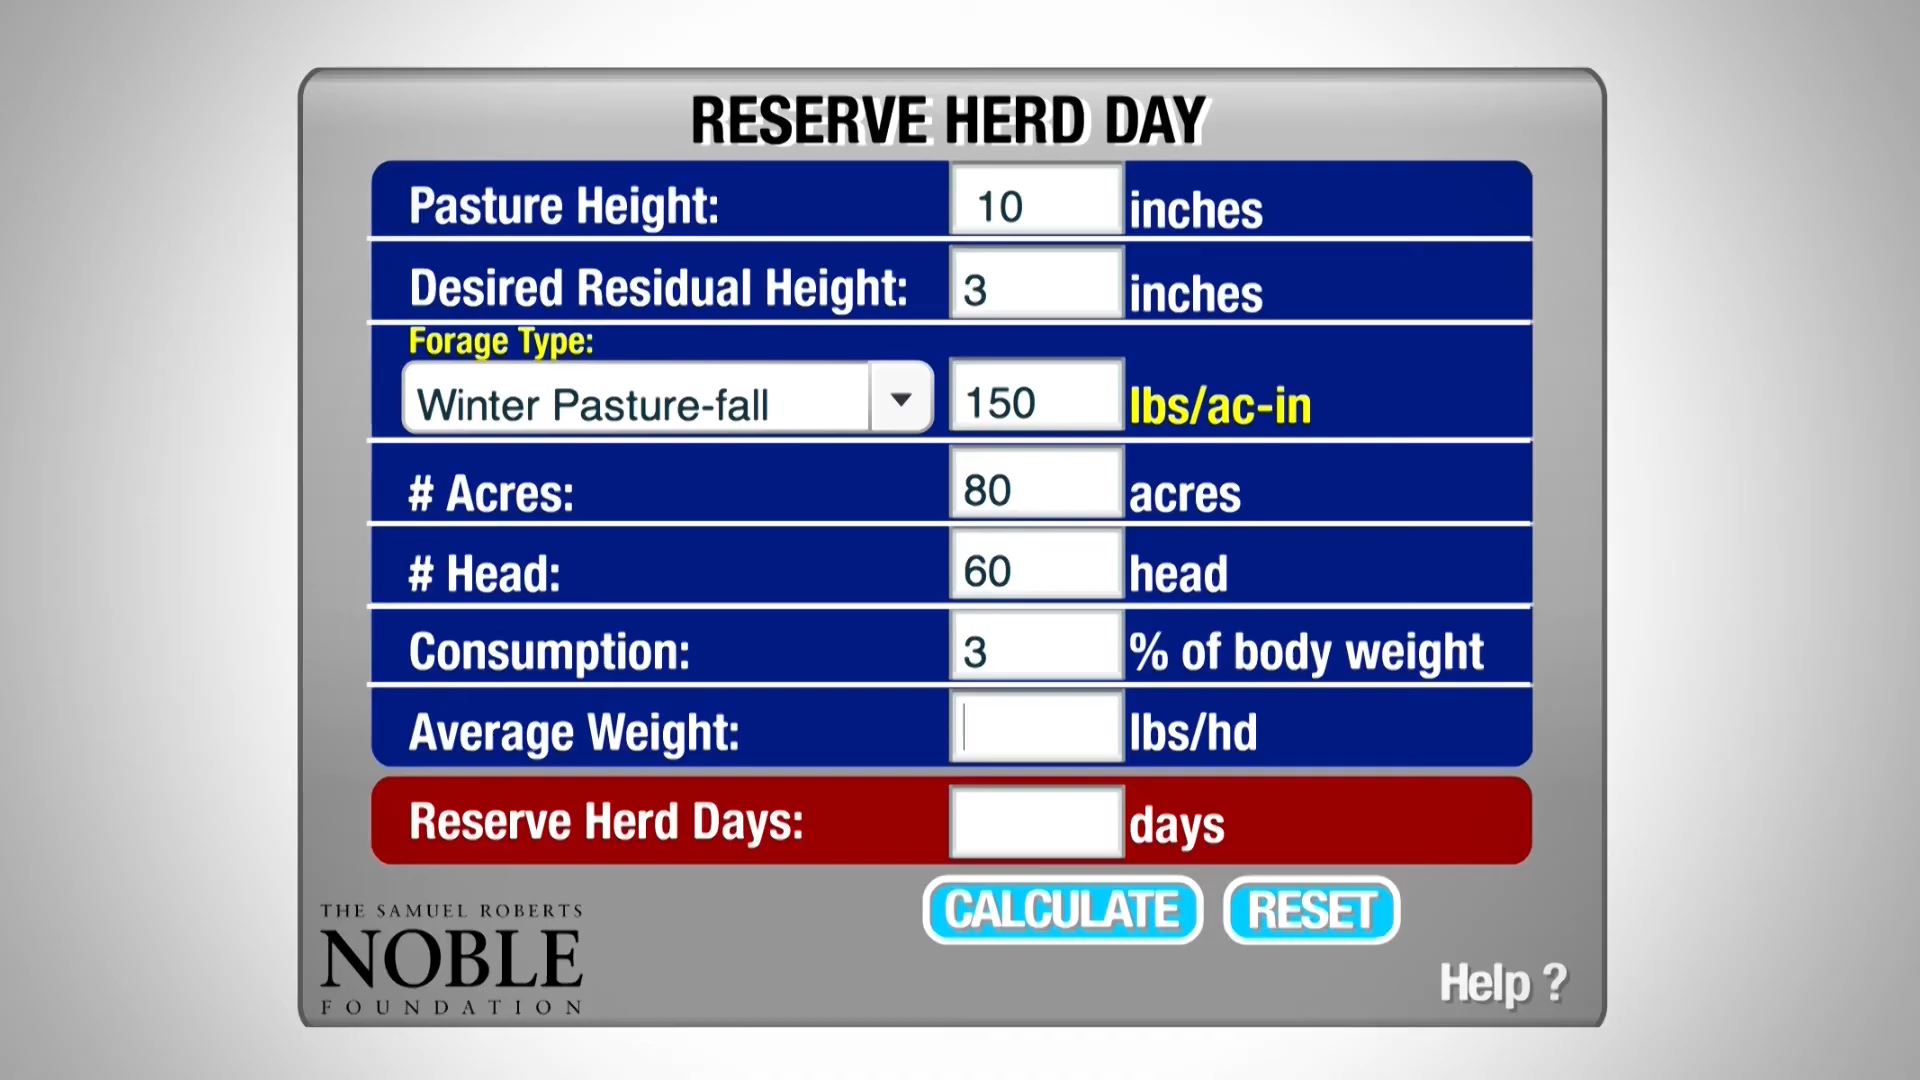 RESERVE HERD DAY
Pasture Height: 10 inches
Desired Residual Height: 3 inches
Forage Type:
Winter Pasture-fall 150 lbs/ac-in
# Acres: 80 acres
# Head: 60 head
Consumption: 3 % of body weight
Average Weight: lbs/hd
Reserve Herd Days: days
CALCULATE RESET
THE SAMUEL ROBERTS
NOBLE
FOUNDATION
Help ?